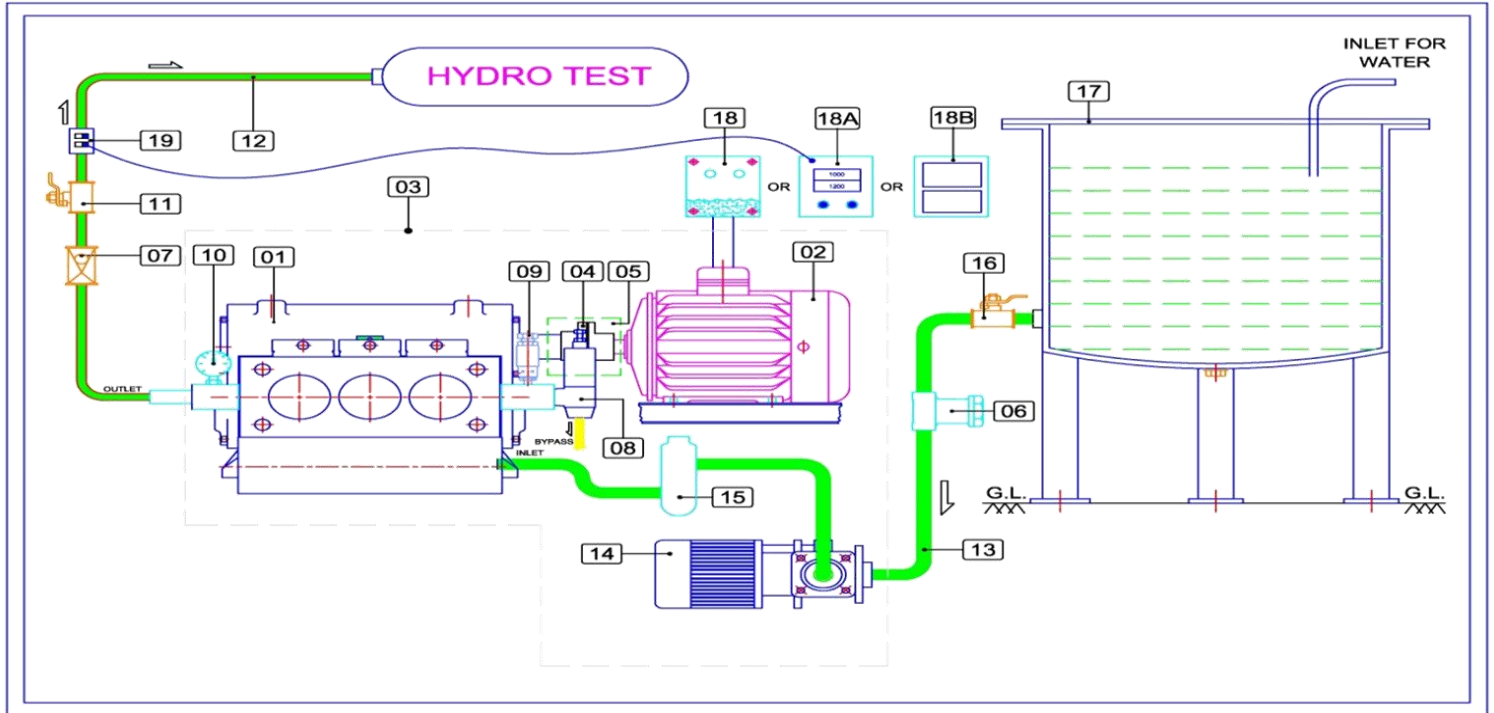 INLET FOR
WATER
HYDRO TEST
17
18
18A
18B
19
12
1000
1200
OR
OR
03
11
07
10
01
09
04
05
02
16
OUTLET
06
BYPASS
08
INLET
15
G.L.
G.L.
14
13